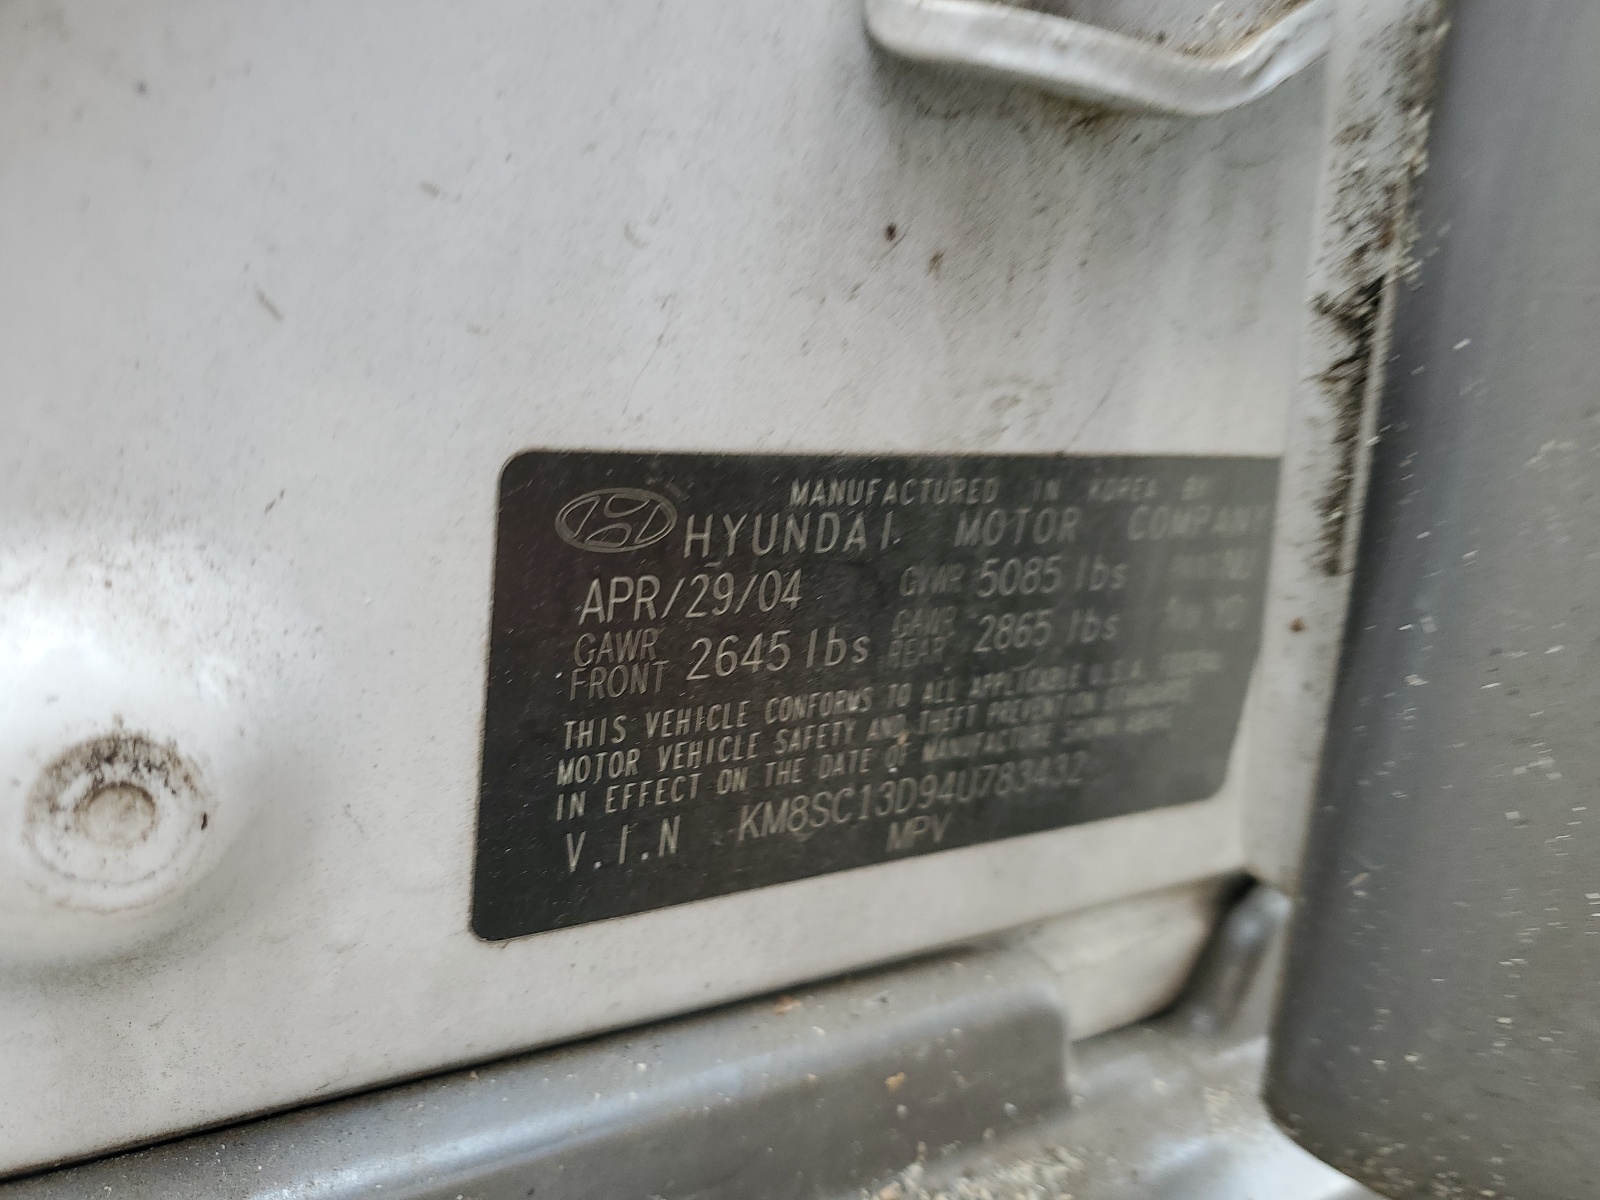 MANUFACTURED IN KOREA BY
HYUNDAI MOTOR COMPANY
APR/29/04 GVWR 5085 lbs
GAWR FRONT 2645 lbs GAWR REAR 2865 lbs
THIS VEHICLE CONFORMS TO ALL APPLICABLE U.S.A. FEDERAL
MOTOR VEHICLE SAFETY AND THEFT PREVENTION STANDARDS
IN EFFECT ON THE DATE OF MANUFACTURE SHOWN ABOVE
V.I.N KM8SC13D94U783432
MPV